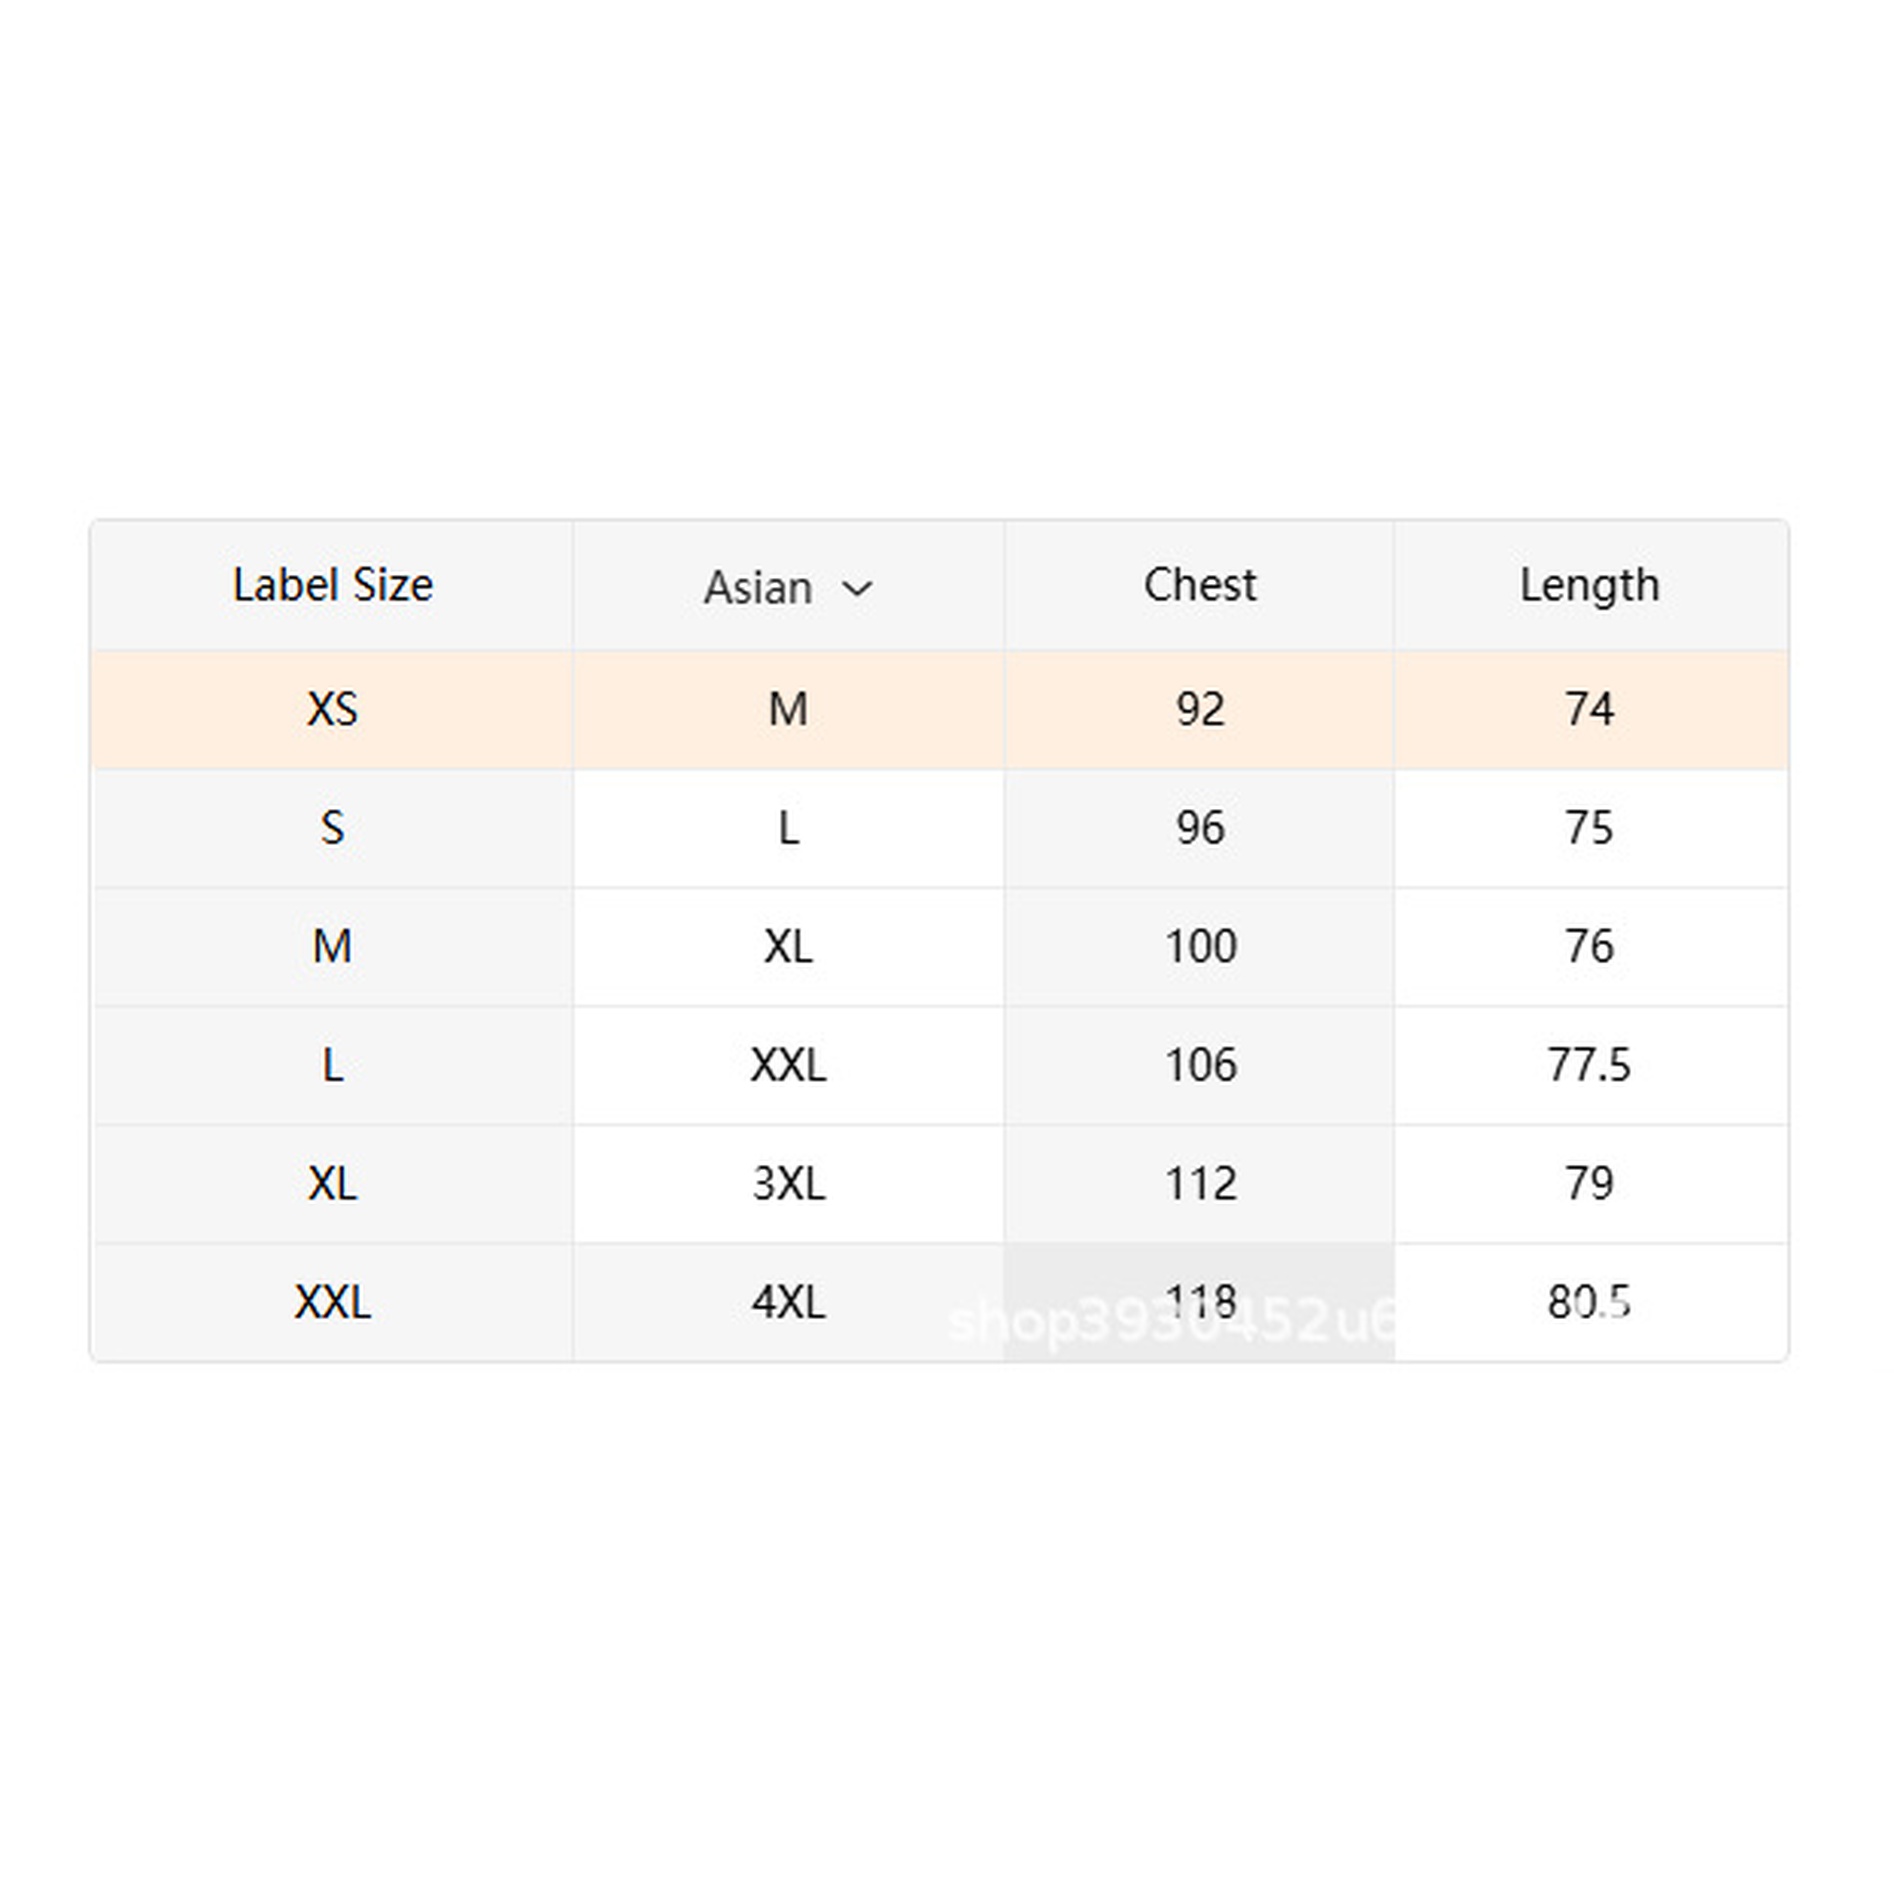 Label Size Asian Chest Length
XS M 92 74
S L 96 75
M XL 100 76
L XXL 106 77.5
XL 3XL 112 79
XXL 4XL 118 80.5
shop3930452u6